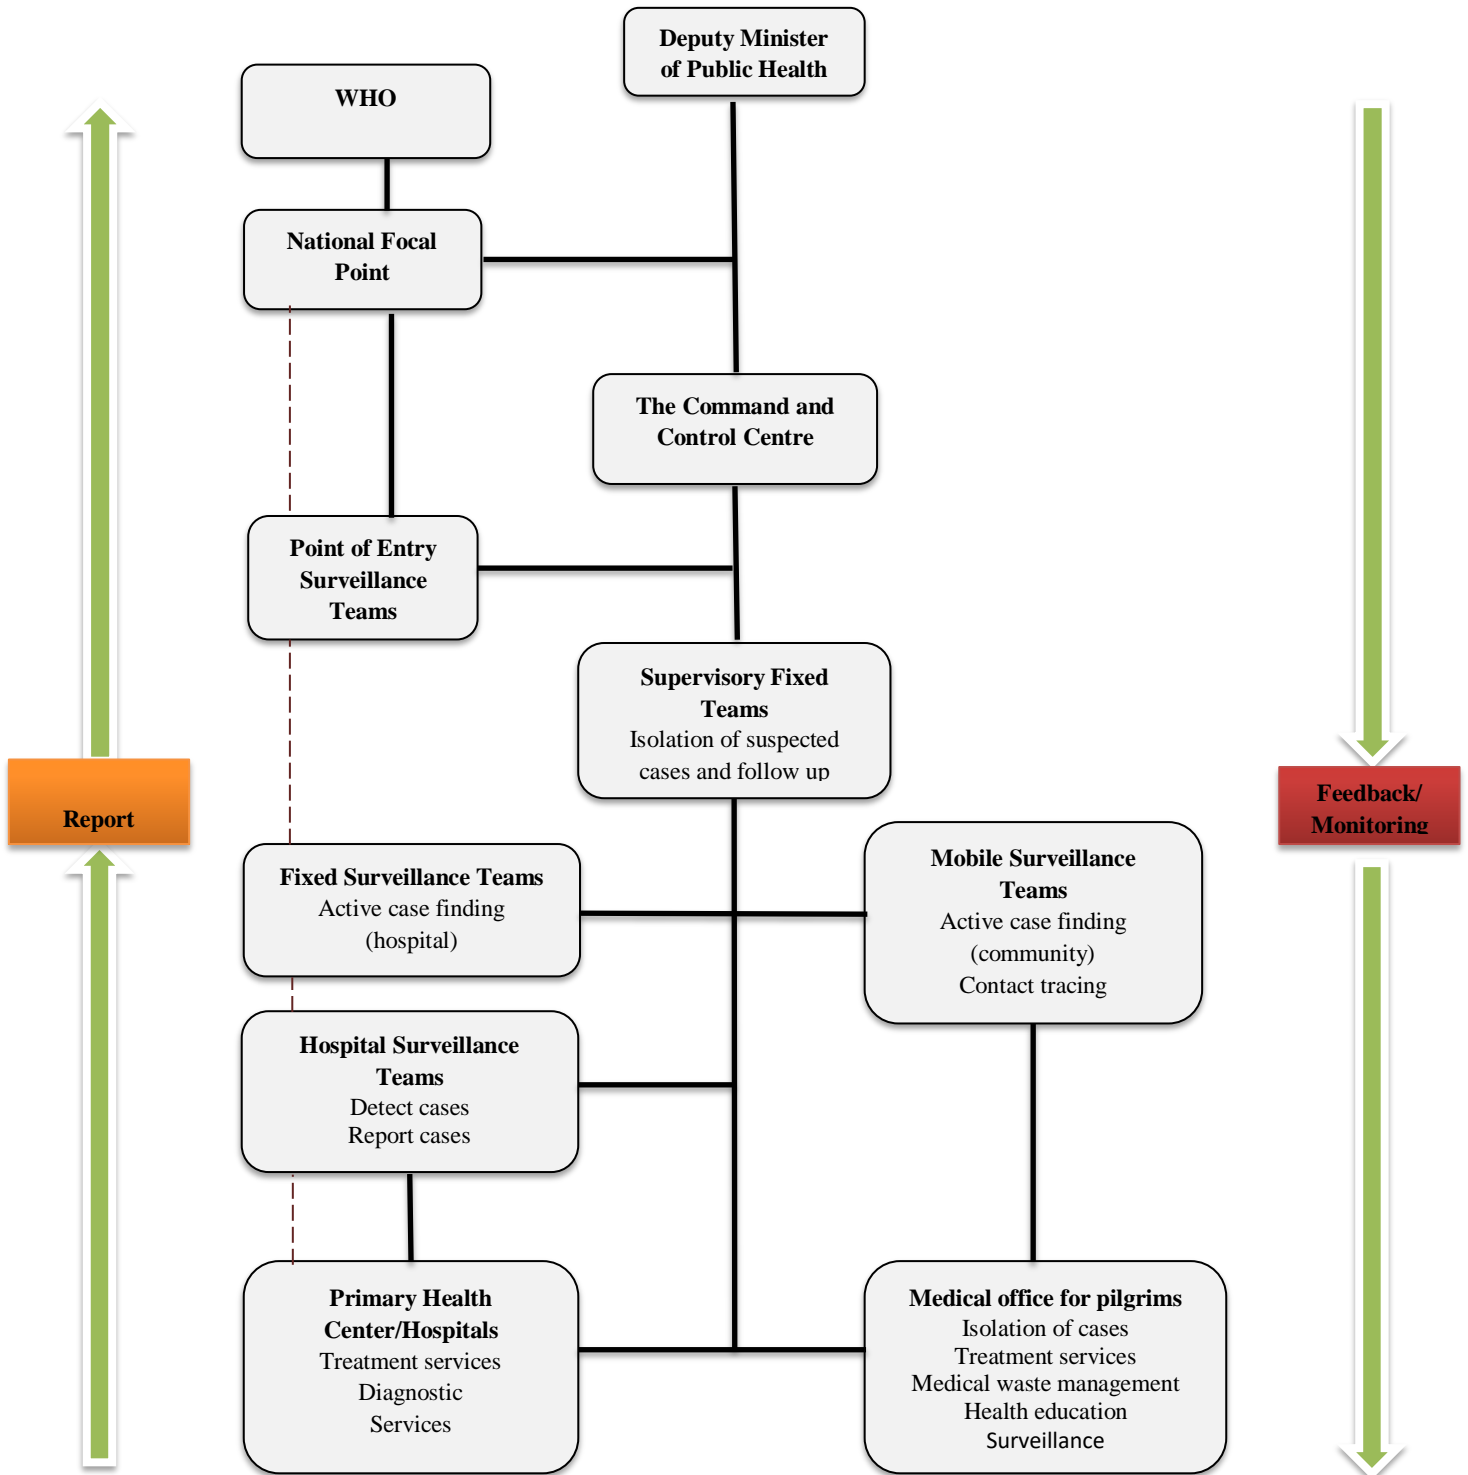 Deputy Minister
of Public Health
WHO
National Focal
Point
The Command and
Control Centre
Point of Entry
Surveillance
Teams
Supervisory Fixed
Teams
Isolation of suspected
cases and follow up
Report
Feedback/
Monitoring
Fixed Surveillance Teams
Active case finding
(hospital)
Mobile Surveillance
Teams
Active case finding
(community)
Contact tracing
Hospital Surveillance
Teams
Detect cases
Report cases
Primary Health
Center/Hospitals
Treatment services
Diagnostic
Services
Medical office for pilgrims
Isolation of cases
Treatment services
Medical waste management
Health education
Surveillance